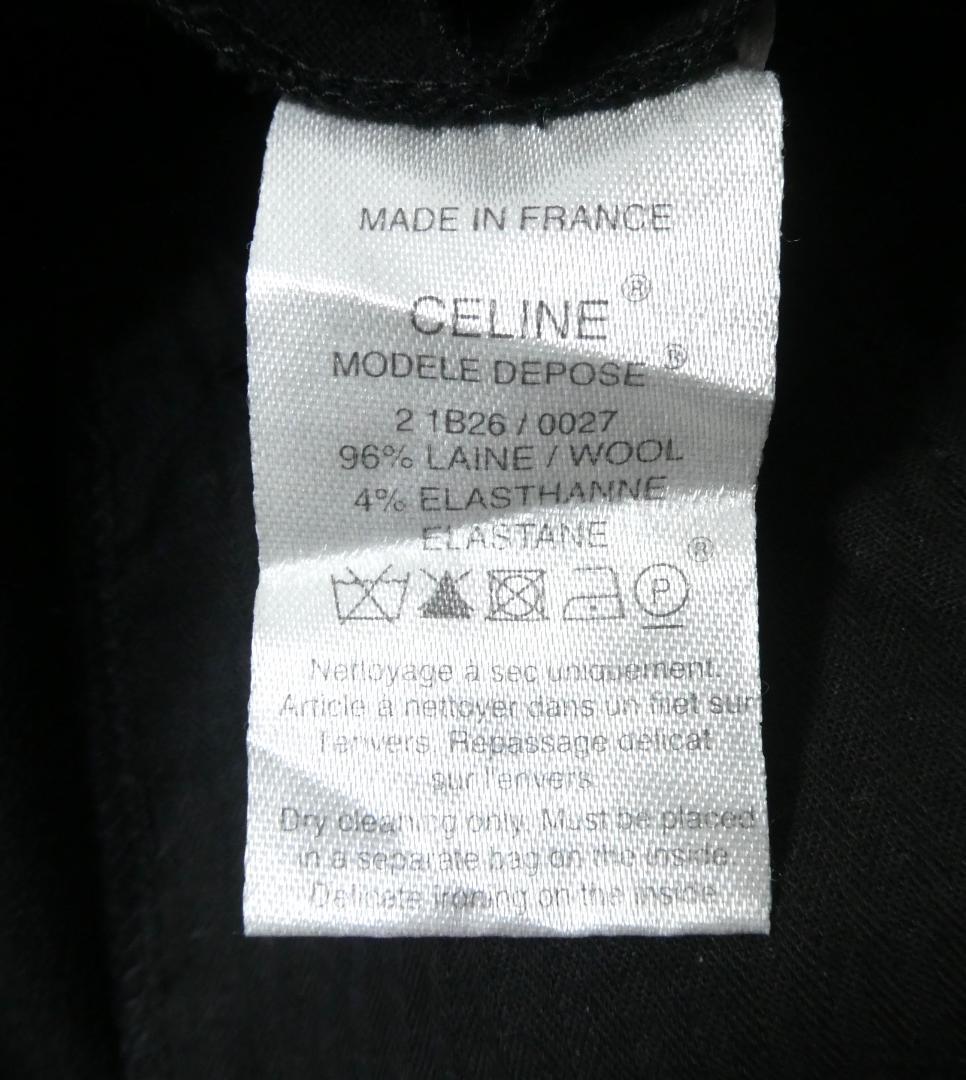 MADE IN FRANCE
CELINE ®
MODELE DEPOSE ®
2 1B26 / 0027
96% LAINE / WOOL
4% ELASTHANNE
ELASTANE
®
P
Nettoyage à sec uniquement.
Article à nettoyer dans un filet sur
l'envers. Repassage délicat
sur l'envers.
Dry cleaning only. Must be placed
in a separate bag on the inside.
Delicate ironing on the inside.